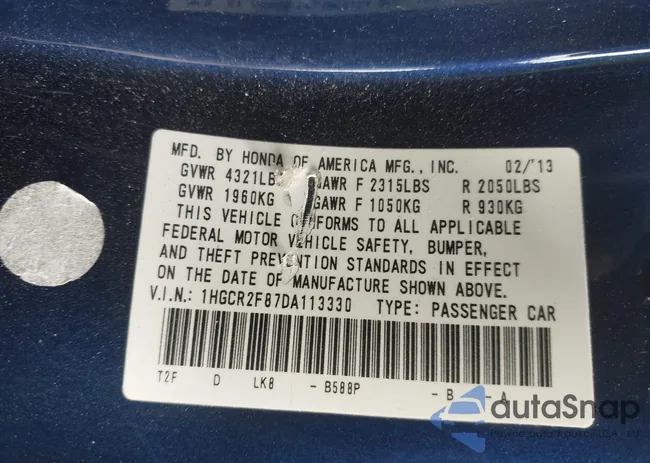 MFD. BY HONDA OF AMERICA MFG., INC. 02/'13
GVWR 4321LBS GAWR F 2315LBS R 2050LBS
GVWR 1960KG GAWR F 1050KG R 930KG
THIS VEHICLE CONFORMS TO ALL APPLICABLE
FEDERAL MOTOR VEHICLE SAFETY, BUMPER,
AND THEFT PREVENTION STANDARDS IN EFFECT
ON THE DATE OF MANUFACTURE SHOWN ABOVE.
V.I.N.: 1HGCR2F87DA113330 TYPE: PASSENGER CAR
T2F D LK8 - B588P - B - A
autaSnap